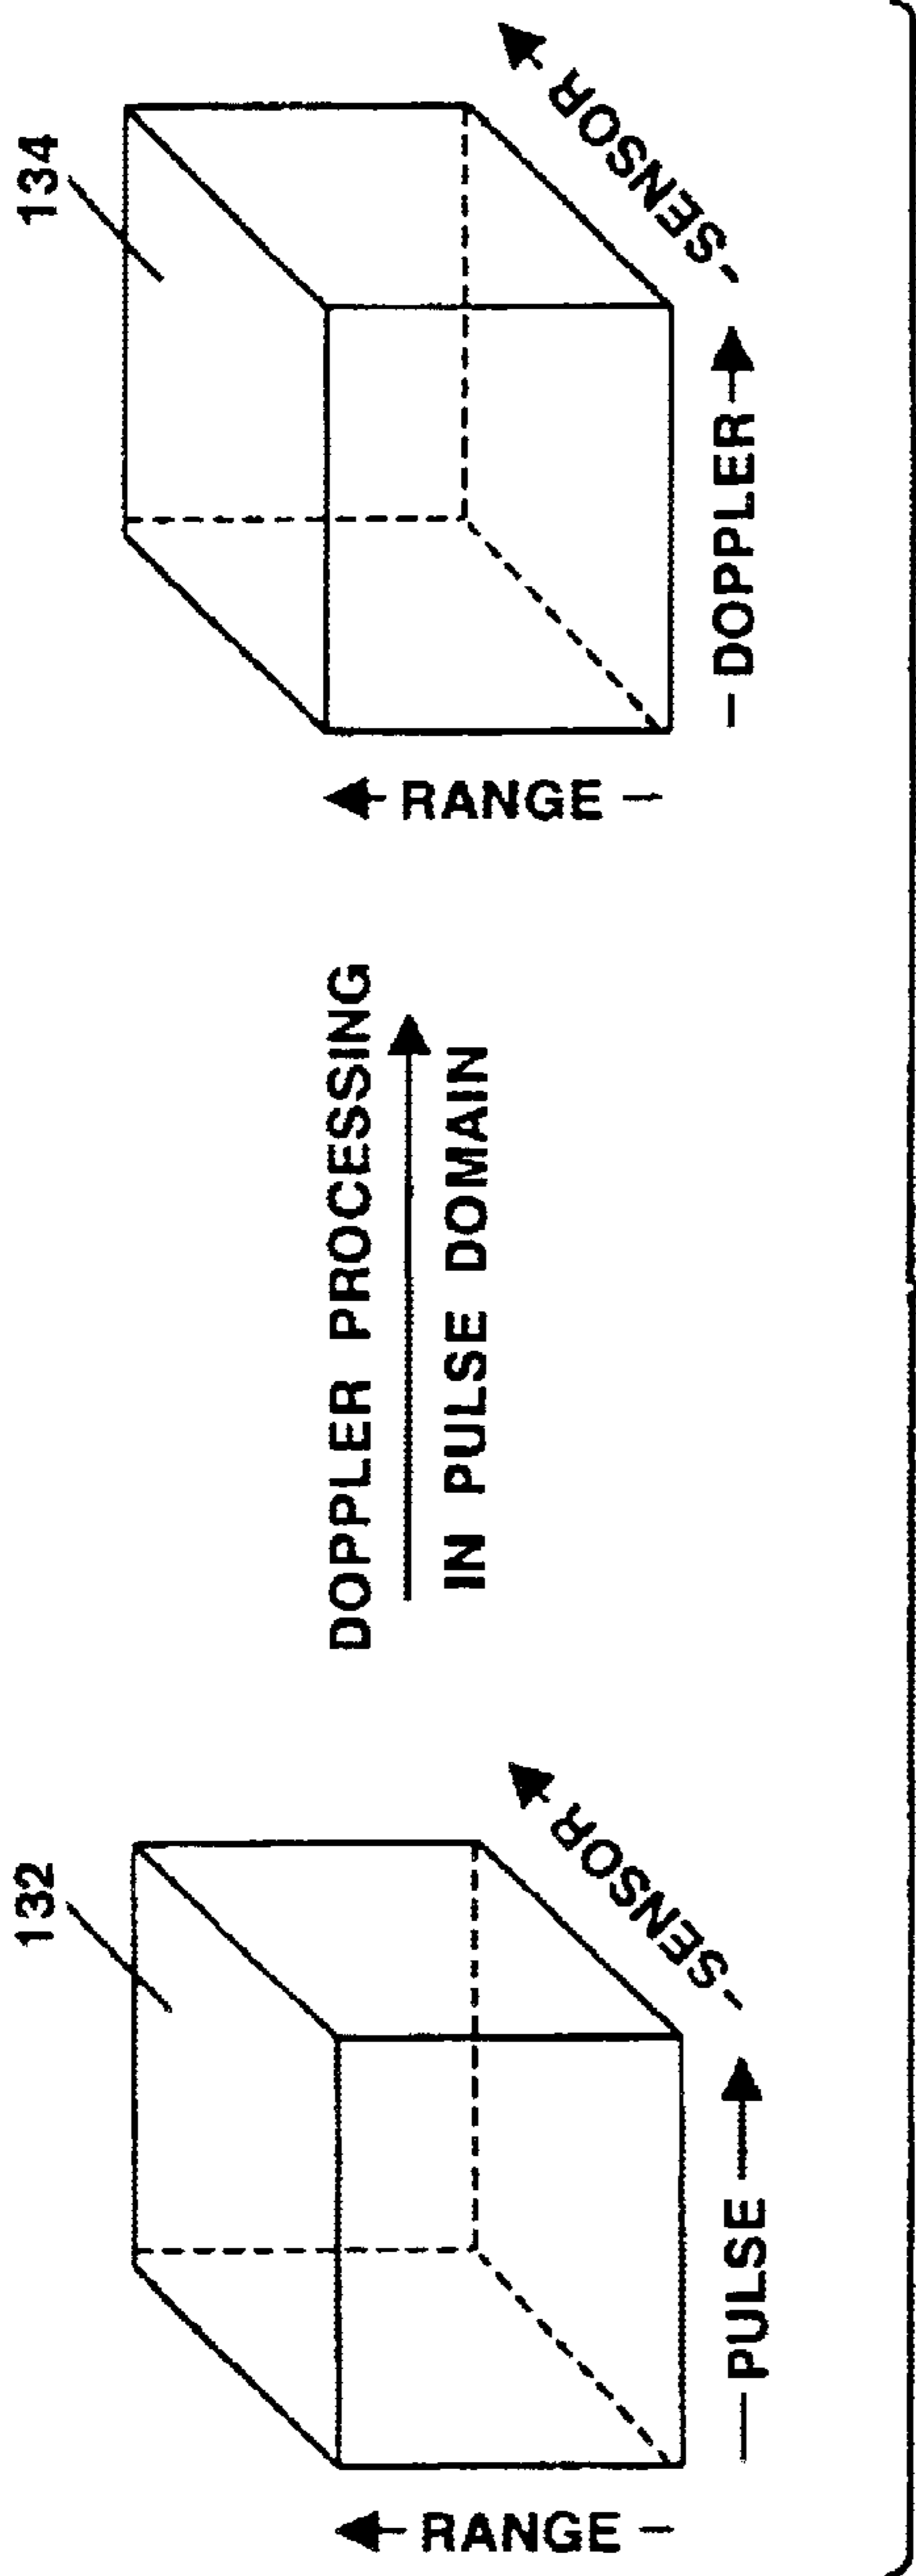 132
RANGE
PULSE
SENSOR
DOPPLER PROCESSING
IN PULSE DOMAIN
134
RANGE
DOPPLER
SENSOR